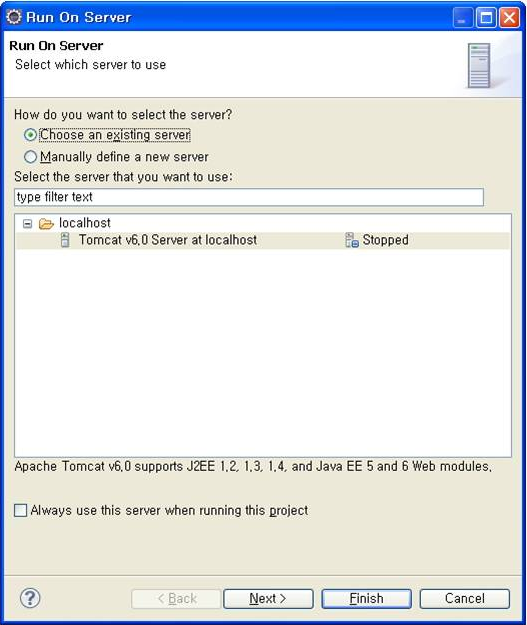 Run On Server
Run On Server
Select which server to use
How do you want to select the server?
Choose an existing server
Manually define a new server
Select the server that you want to use:
type filter text
localhost
Tomcat v6.0 Server at localhost Stopped
Apache Tomcat v6.0 supports J2EE 1.2, 1.3, 1.4, and Java EE 5 and 6 Web modules.
Always use this server when running this project
? < Back Next > Finish Cancel